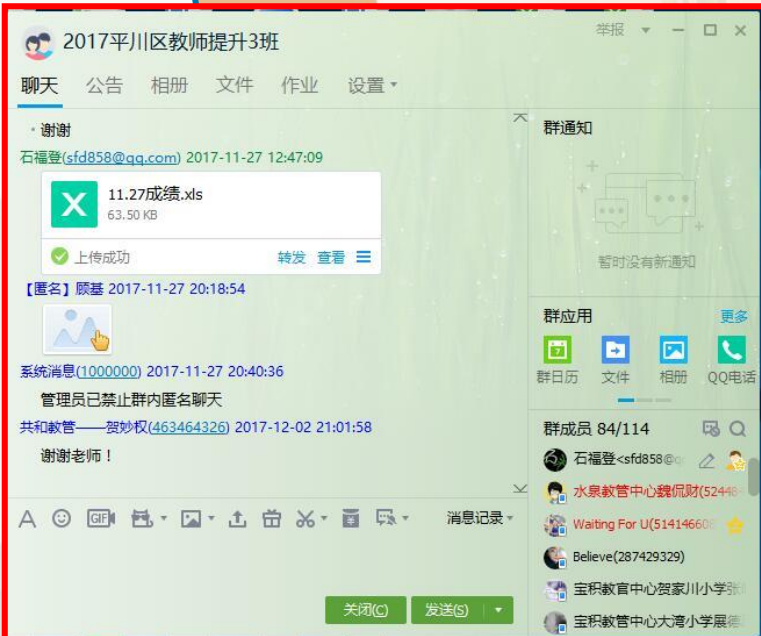 2017平川区教师提升3班
举报
聊天 公告 相册 文件 作业 设置
谢谢
石福登(sfd858@qq.com) 2017-11-27 12:47:09
11.27成绩.xls
63.50 KB
上传成功 转发 查看
【匿名】顾基 2017-11-27 20:18:54
系统消息(1000000) 2017-11-27 20:40:36
管理员已禁止群内匿名聊天
共和教管——贺妙权(463464326) 2017-12-02 21:01:58
谢谢老师！
GIF
消息记录
关闭(C) 发送(S)
群通知
暂时没有新通知
群应用 更多
7
群日历 文件 相册 QQ电话
群成员 84/114
石福登<sfd858@q
水泉教管中心魏侃财(52448
Waiting For U(514146608
Believe(287429329)
宝积教官中心贺家川小学张
宝积教管中心大湾小学展德